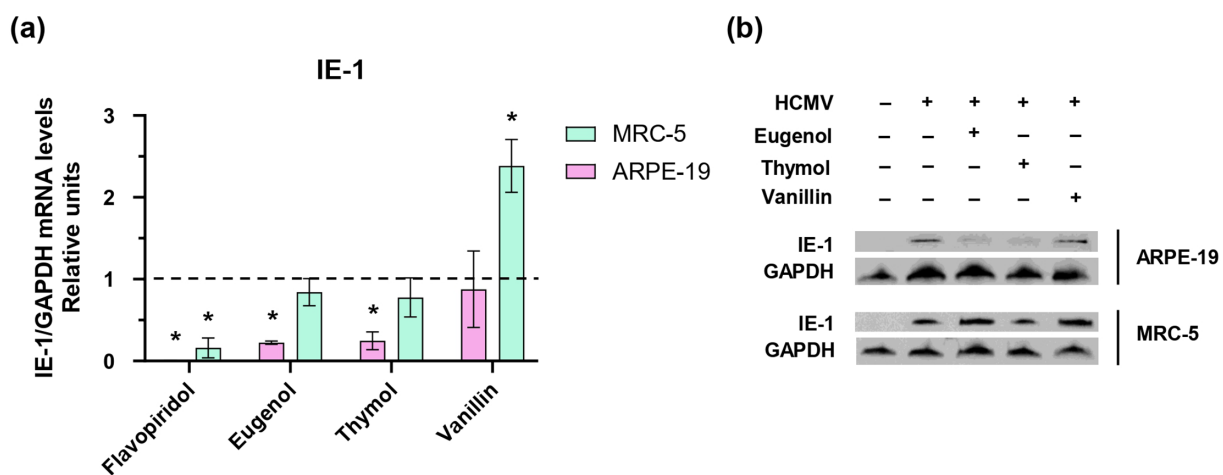 (a)
IE-1
IE-1/GAPDH mRNA levels
Relative units
3
2
1
0
* * * * *
Flavopiridol
Eugenol
Thymol
Vanillin
MRC-5
ARPE-19
(b)
HCMV – + + + +
Eugenol – – + – –
Thymol – – – + –
Vanillin – – – – +
IE-1
GAPDH
ARPE-19
IE-1
GAPDH
MRC-5